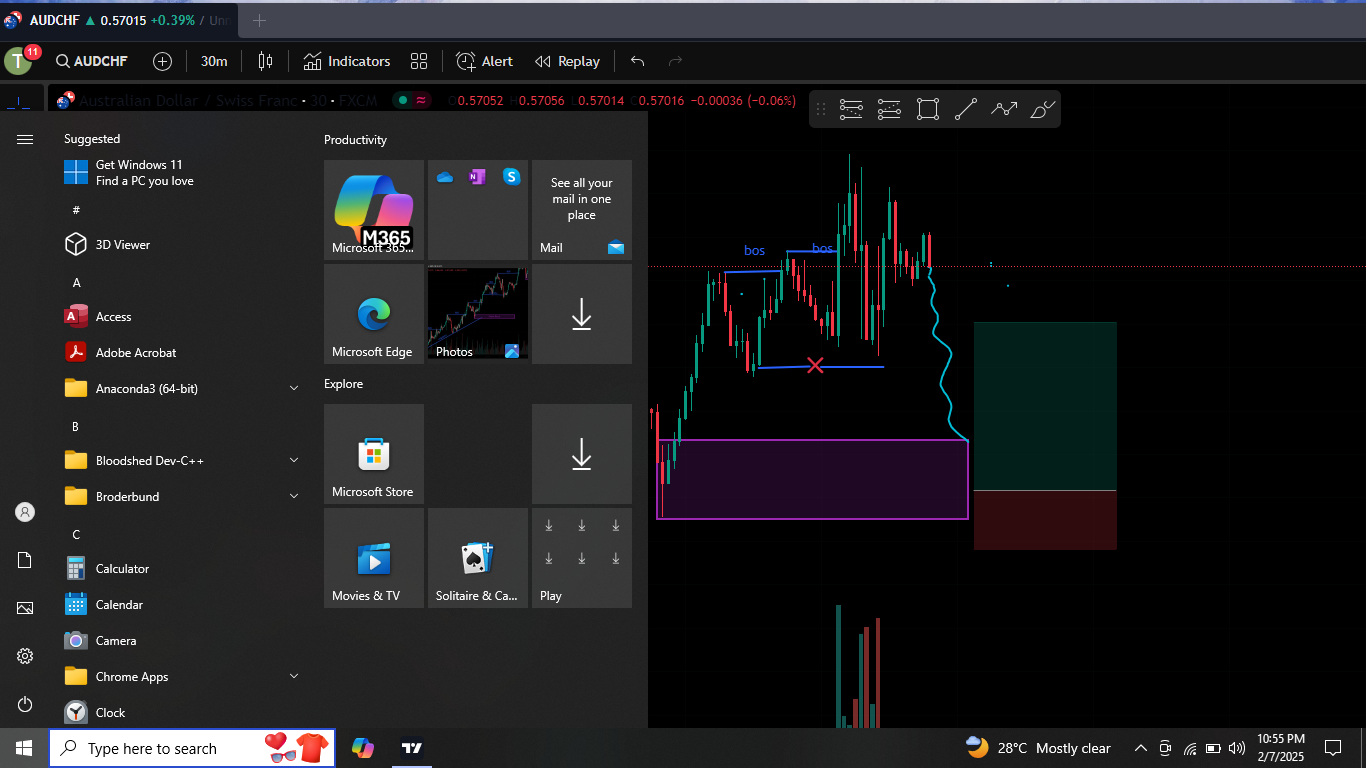 AUDCHF ▲ 0.57015 +0.39% / Unn
T 11 AUDCHF 30m Indicators Alert Replay
Australian Dollar / Swiss Franc • 30 • FXCM O0.57052 H0.57056 L0.57014 C0.57016 −0.00036 (−0.06%)
Suggested
Get Windows 11
Find a PC you love
#
3D Viewer
A
Access
Adobe Acrobat
Anaconda3 (64-bit)
B
Bloodshed Dev-C++
Broderbund
C
Calculator
Calendar
Camera
Chrome Apps
Clock
Productivity
M365
Microsoft 365...
See all your
mail in one
place
Mail
Microsoft Edge
Photos
Explore
Microsoft Store
Movies & TV
Solitaire & Ca...
Play
bos
bos
Type here to search
28°C Mostly clear
10:55 PM
2/7/2025